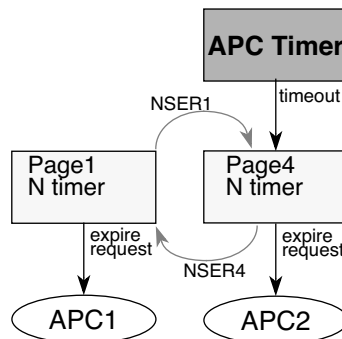 APC Timer
timeout
NSER1
Page1
N timer
Page4
N timer
expire
request
NSER4
expire
request
APC1
APC2